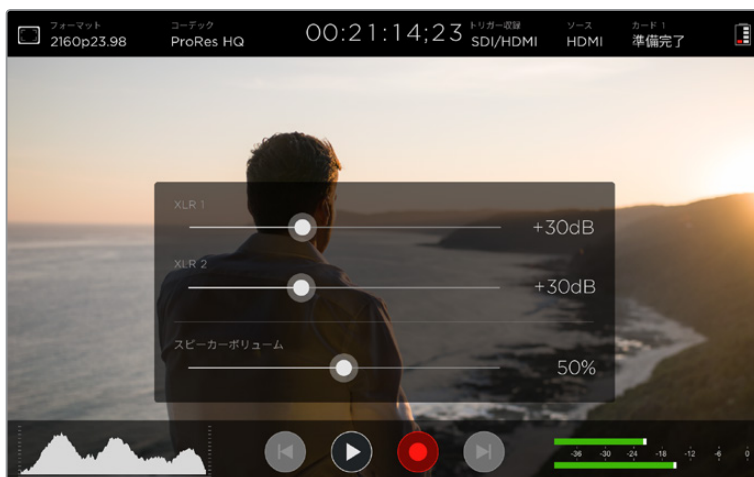 フォーマット
2160p23.98
コーデック
ProRes HQ
00:21:14;23
トリガー収録
SDI/HDMI
ソース
HDMI
カード 1
準備完了
XLR 1
+30dB
XLR 2
+30dB
スピーカーボリューム
50%
-36 -30 -24 -18 -12 -6 0